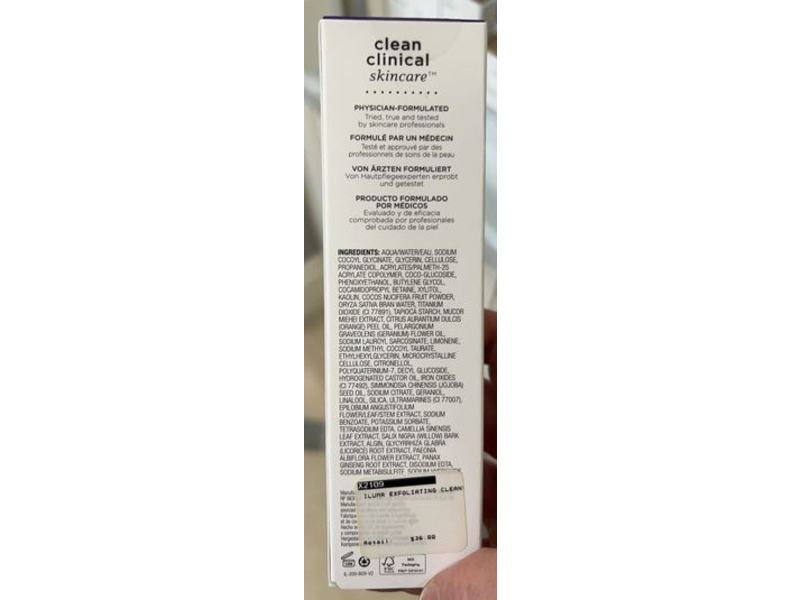 clean
clinical
skincare™
PHYSICIAN-FORMULATED
Tried, true and tested
by skincare professionals
FORMULÉ PAR UN MÉDECIN
Testé et approuvé par des
professionnels de soins de la peau
VON ÄRZTEN FORMULIERT
Von Hautpflegeexperten erprobt
und getestet
PRODUCTO FORMULADO
POR MÉDICOS
Evaluado y de eficacia
comprobada por profesionales
del cuidado de la piel
INGREDIENTS: AQUA/WATER/EAU, SODIUM
COCOYL GLYCINATE, GLYCERIN, CELLULOSE,
PROPANEDIOL, ACRYLATES/PALMETH-25
ACRYLATE COPOLYMER, COCO-GLUCOSIDE,
PHENOXYETHANOL, BUTYLENE GLYCOL,
COCAMIDOPROPYL BETAINE, XYLITOL,
KAOLIN, COCOS NUCIFERA FRUIT POWDER,
ORYZA SATIVA BRAN WATER, TITANIUM
DIOXIDE (CI 77891), TAPIOCA STARCH, MUCOR
MIEHEI EXTRACT, CITRUS AURANTIUM DULCIS
(ORANGE) PEEL OIL, PELARGONIUM
GRAVEOLENS (GERANIUM) FLOWER OIL,
SODIUM LAUROYL SARCOSINATE, LIMONENE,
SODIUM METHYL COCOYL TAURATE,
ETHYLHEXYLGLYCERIN, MICROCRYSTALLINE
CELLULOSE, CITRONELLOL,
POLYQUATERNIUM-7, DECYL GLUCOSIDE,
HYDROGENATED CASTOR OIL, IRON OXIDES
(CI 77492), SIMMONDSIA CHINENSIS (JOJOBA)
SEED OIL, SODIUM CITRATE, GERANIOL,
LINALOOL, SILICA, ULTRAMARINES (CI 77007),
EPILOBIUM ANGUSTIFOLIUM
FLOWER/LEAF/STEM EXTRACT, SODIUM
BENZOATE, POTASSIUM SORBATE,
TETRASODIUM EDTA, CAMELLIA SINENSIS
LEAF EXTRACT, SALIX NIGRA (WILLOW) BARK
EXTRACT, ALGIN, GLYCYRRHIZA GLABRA
(LICORICE) ROOT EXTRACT, PAEONIA
ALBIFLORA FLOWER EXTRACT, PANAX
GINSENG ROOT EXTRACT, DISODIUM EDTA,
SODIUM METABISULFITE, SODIUM
X2109
ILUMA EXFOLIATING CLEAN
Retail: $36.00
12M
MIX
Packaging